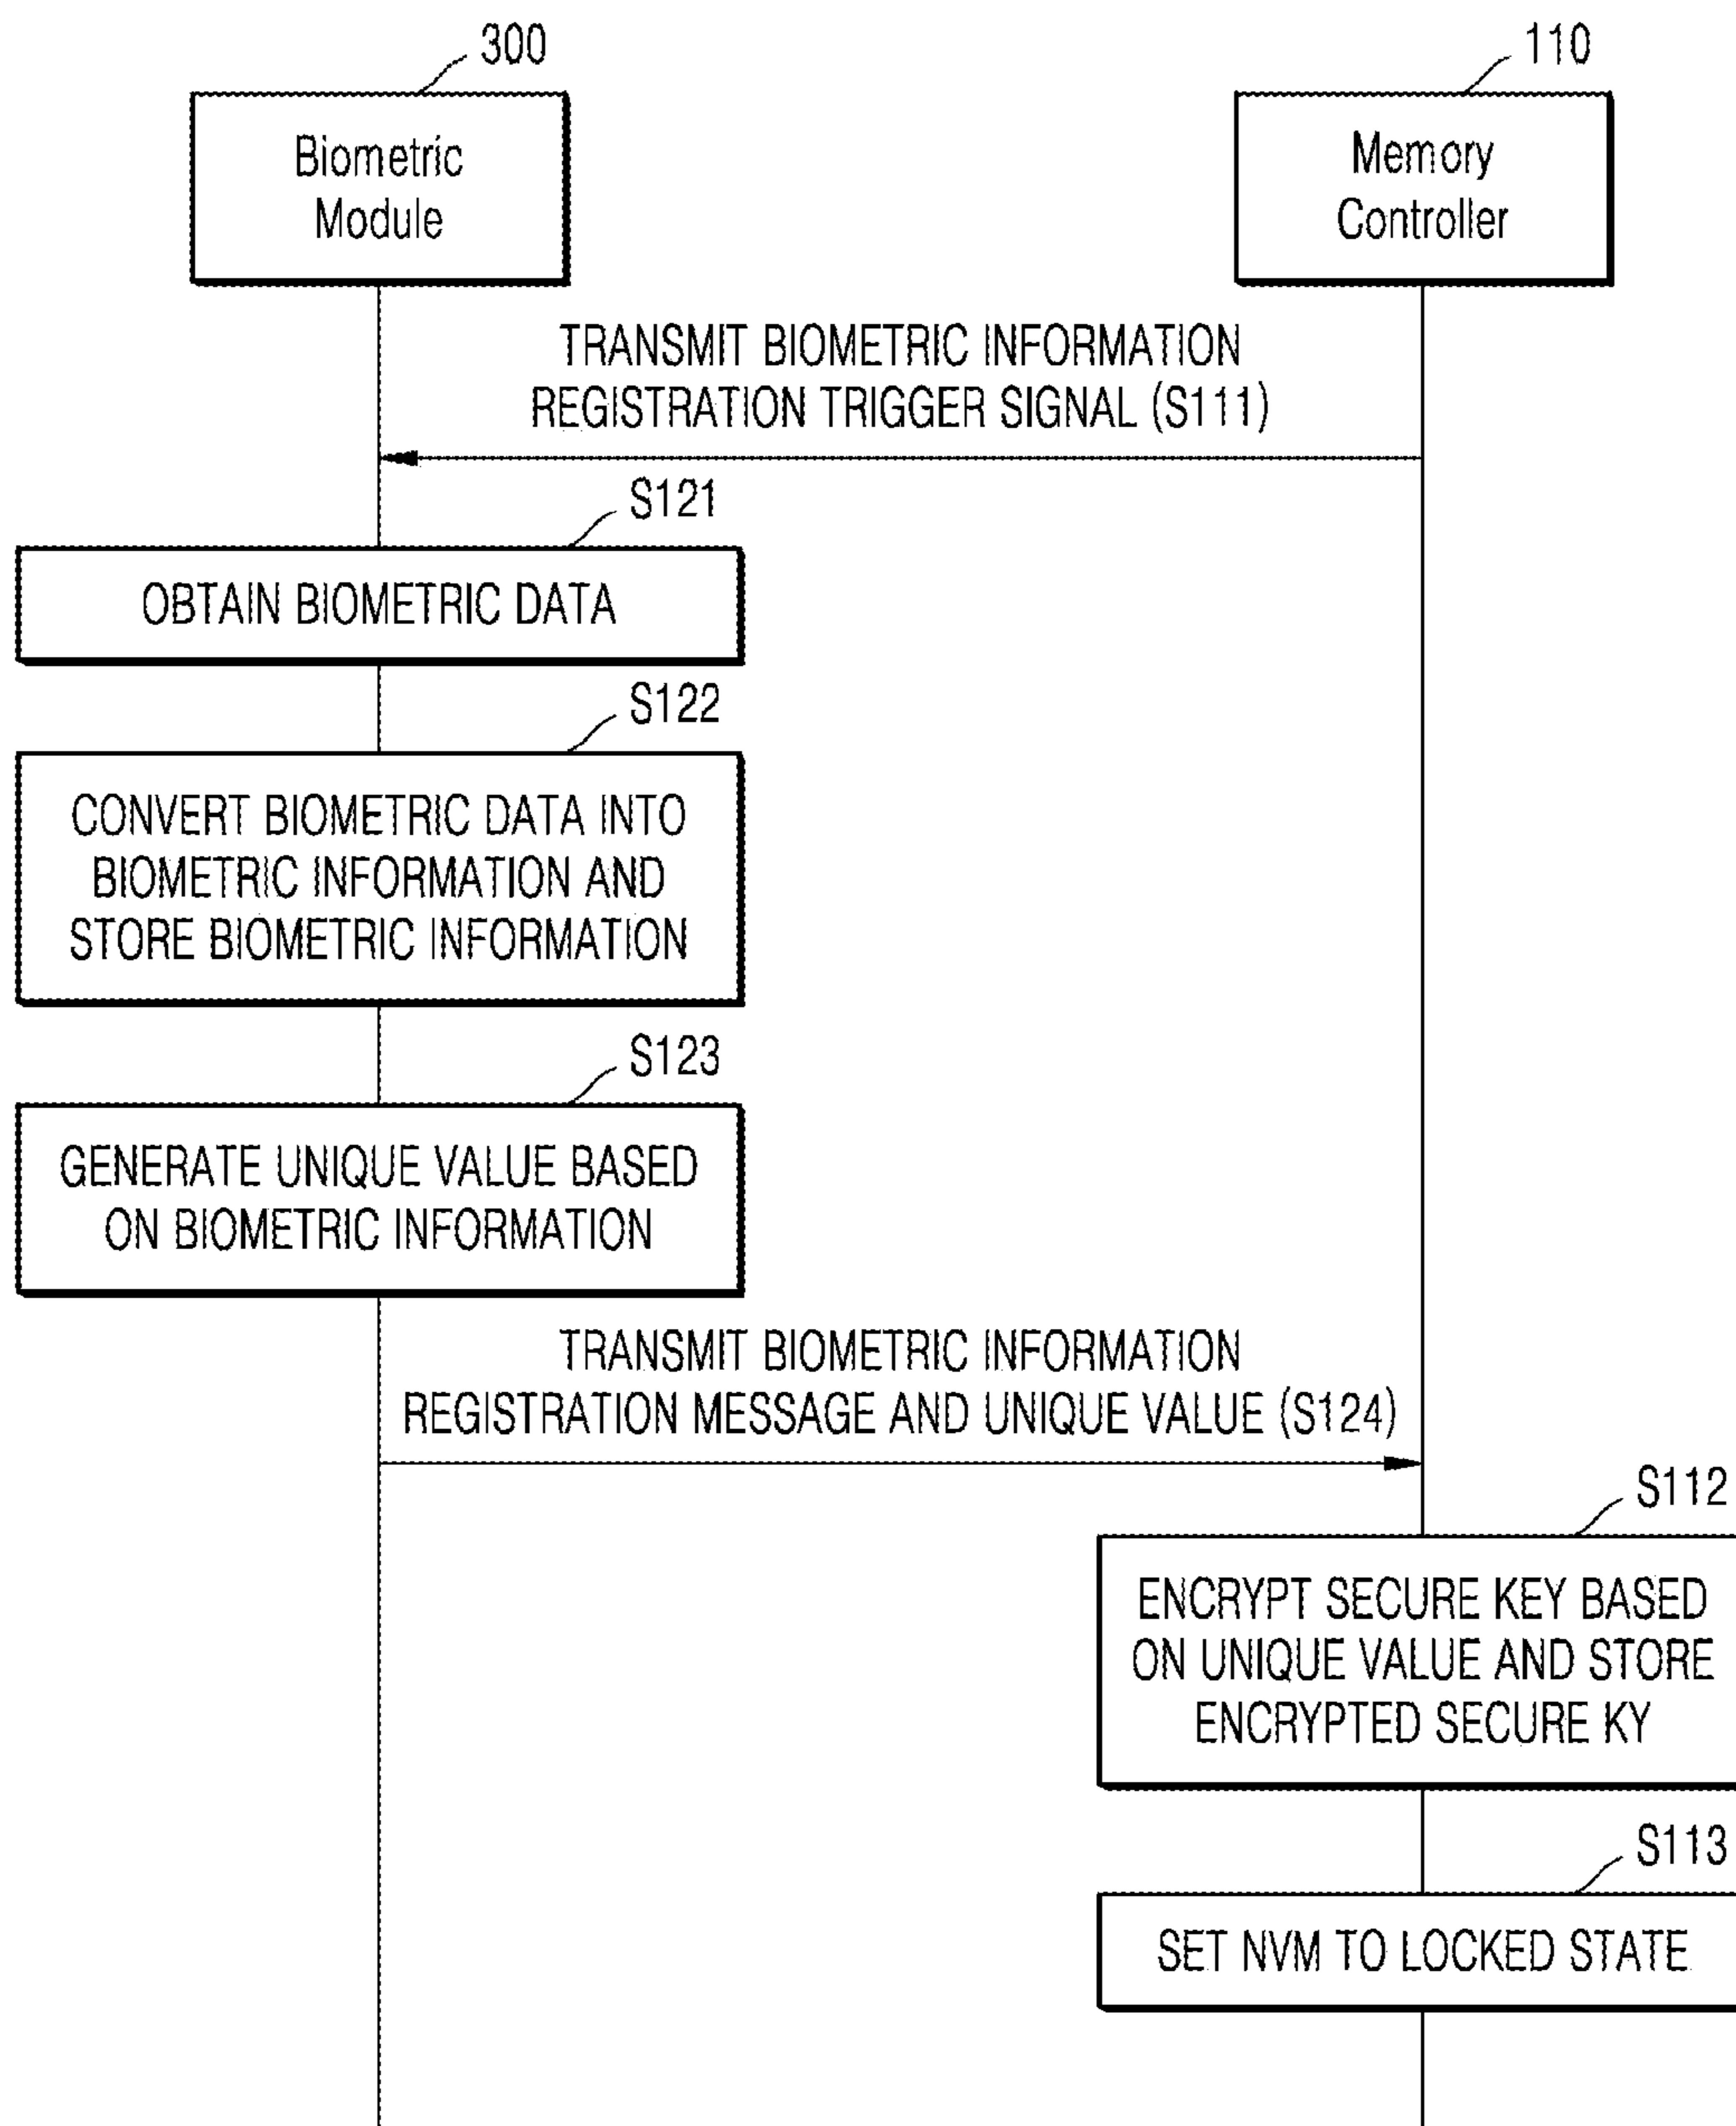 300
110
Biometric
Module
Memory
Controller
TRANSMIT BIOMETRIC INFORMATION
REGISTRATION TRIGGER SIGNAL (S111)
S121
OBTAIN BIOMETRIC DATA
S122
CONVERT BIOMETRIC DATA INTO
BIOMETRIC INFORMATION AND
STORE BIOMETRIC INFORMATION
S123
GENERATE UNIQUE VALUE BASED
ON BIOMETRIC INFORMATION
TRANSMIT BIOMETRIC INFORMATION
REGISTRATION MESSAGE AND UNIQUE VALUE (S124)
S112
ENCRYPT SECURE KEY BASED
ON UNIQUE VALUE AND STORE
ENCRYPTED SECURE KY
S113
SET NVM TO LOCKED STATE